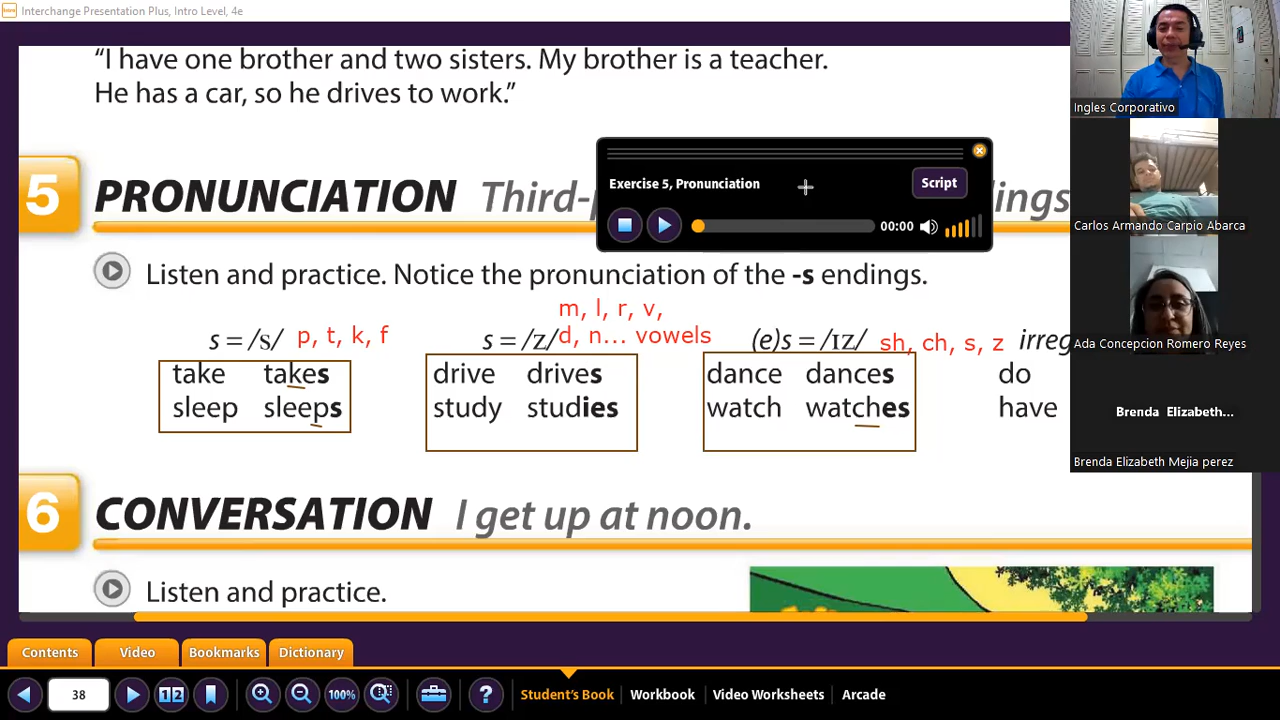 Interchange Presentation Plus, Intro Level, 4e
"I have one brother and two sisters. My brother is a teacher.
He has a car, so he drives to work."
Ingles Corporativo
5 PRONUNCIATION Third-
ings
Exercise 5, Pronunciation
Script
00:00
Carlos Armando Carpio Abarca
Listen and practice. Notice the pronunciation of the -s endings.
m, l, r, v,
s = /s/ p, t, k, f
s = /z/ d, n... vowels
(e)s = /ɪz/ sh, ch, s, z
irreg
Ada Concepcion Romero Reyes
take takes drive drives dance dances do
sleep sleeps study studies watch watches have
Brenda Elizabeth...
Brenda Elizabeth Mejia perez
6 CONVERSATION I get up at noon.
Listen and practice.
Contents Video Bookmarks Dictionary
38 12 100% ? Student's Book Workbook Video Worksheets Arcade